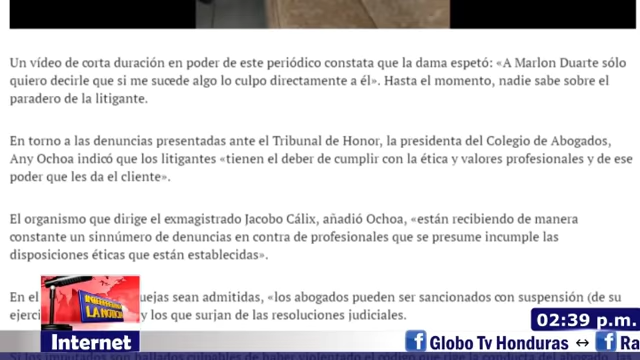 Un vídeo de corta duración en poder de este periódico constata que la dama espetó: «A Marlon Duarte sólo
quiero decirle que si me sucede algo lo culpo directamente a él». Hasta el momento, nadie sabe sobre el
paradero de la litigante.
En torno a las denuncias presentadas ante el Tribunal de Honor, la presidenta del Colegio de Abogados,
Any Ochoa indicó que los litigantes «tienen el deber de cumplir con la ética y valores profesionales y de ese
poder que les da el cliente».
El organismo que dirige el exmagistrado Jacobo Cálix, añadió Ochoa, «están recibiendo de manera
constante un sinnúmero de denuncias en contra de profesionales que se presume incumple las
disposiciones éticas que están establecidas».
En el uejas sean admitidas, «los abogados pueden ser sancionados con suspensión (de su
ejerci y los que surjan de las resoluciones judiciales.
LA NOTICIA
Internet
02:39 p.m.
Globo Tv Honduras ↔ Ra